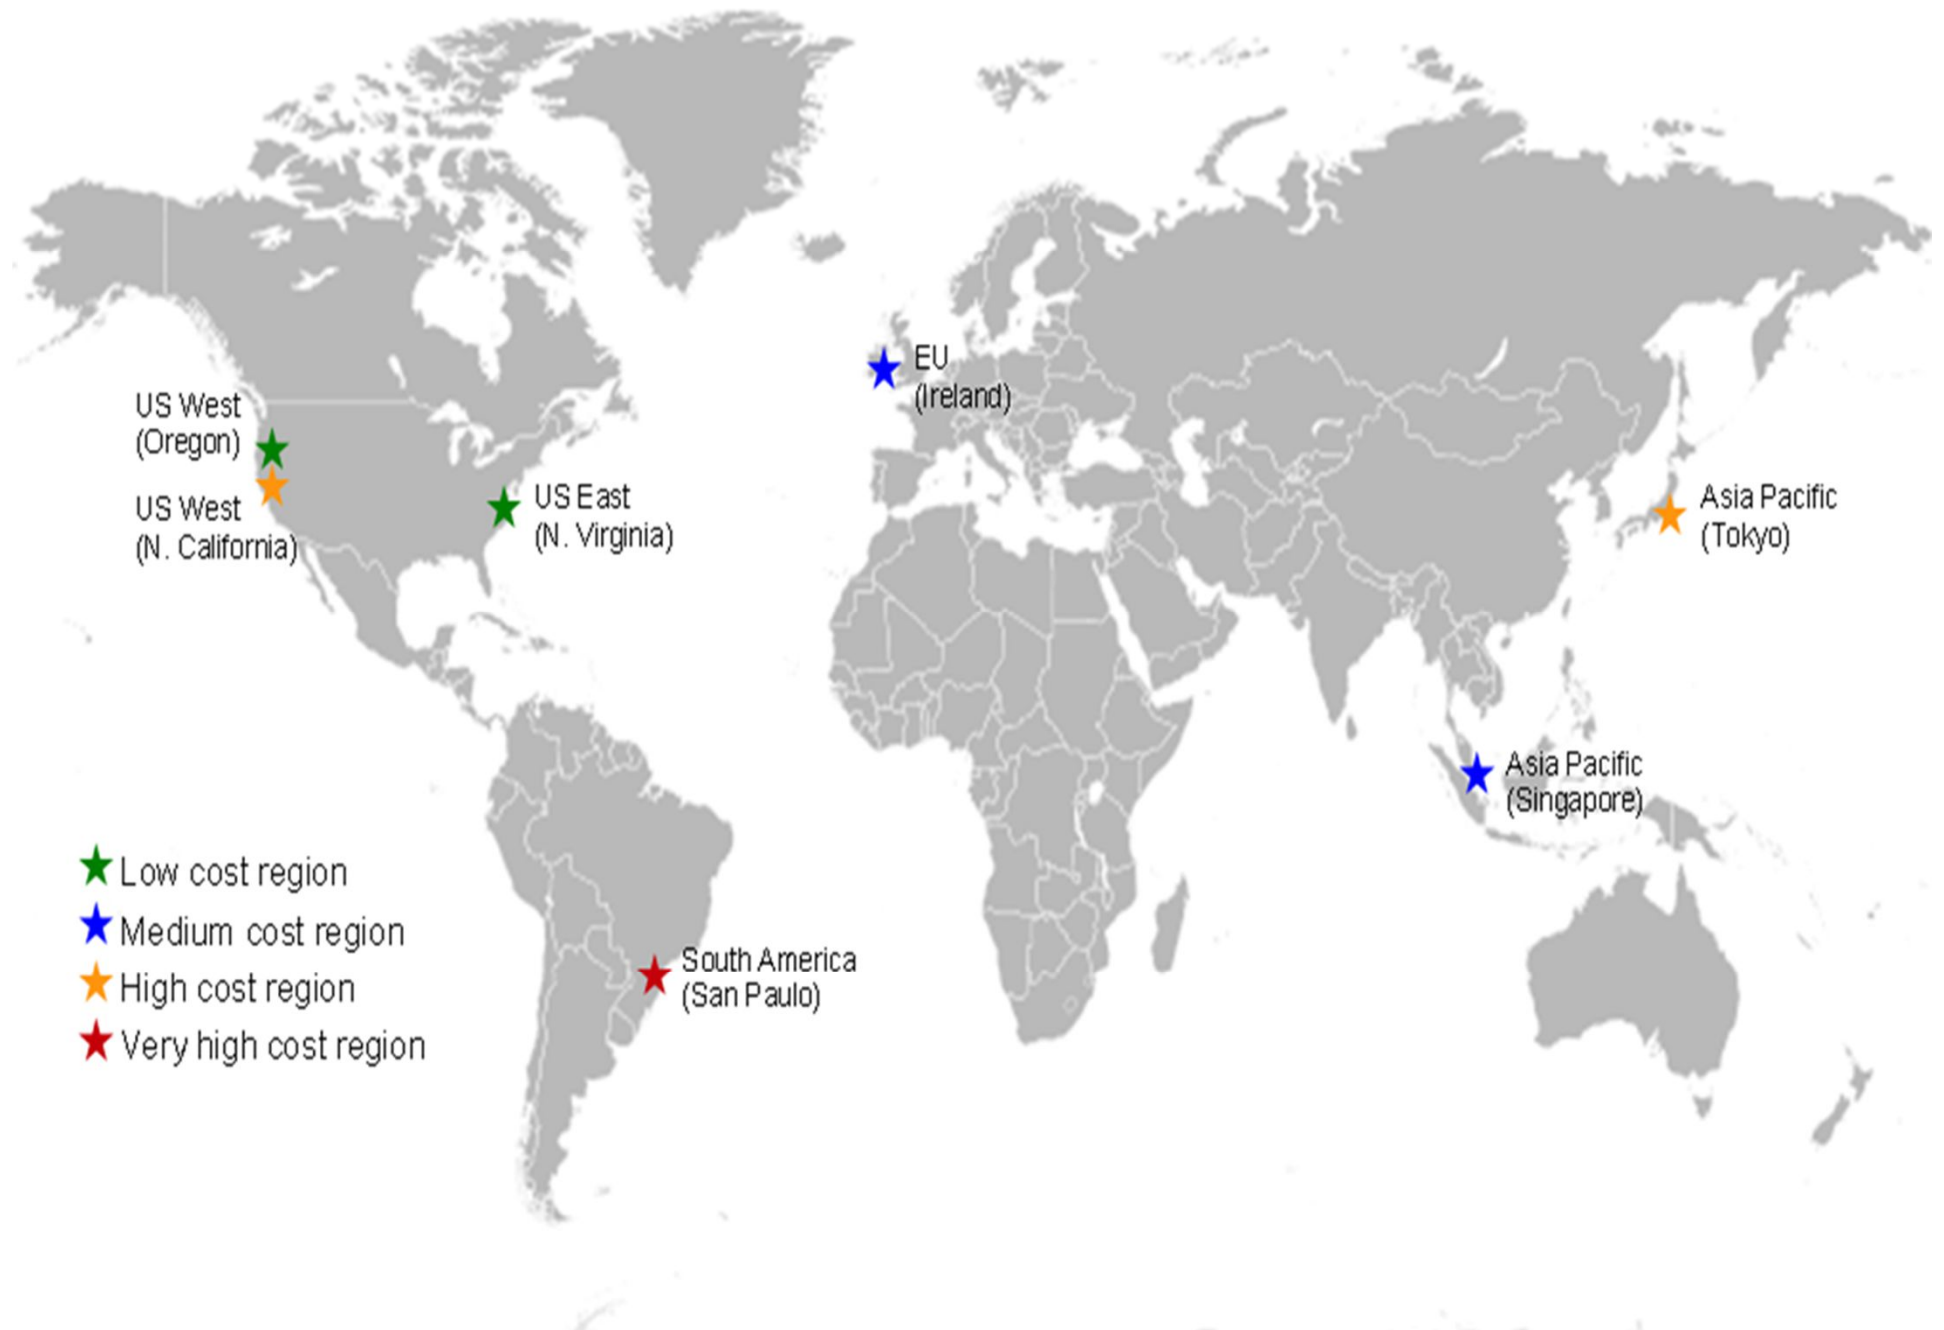 EU
(Ireland)
US West
(Oregon)
US West
(N. California)
US East
(N. Virginia)
Asia Pacific
(Tokyo)
Asia Pacific
(Singapore)
Low cost region
Medium cost region
High cost region
Very high cost region
South America
(San Paulo)